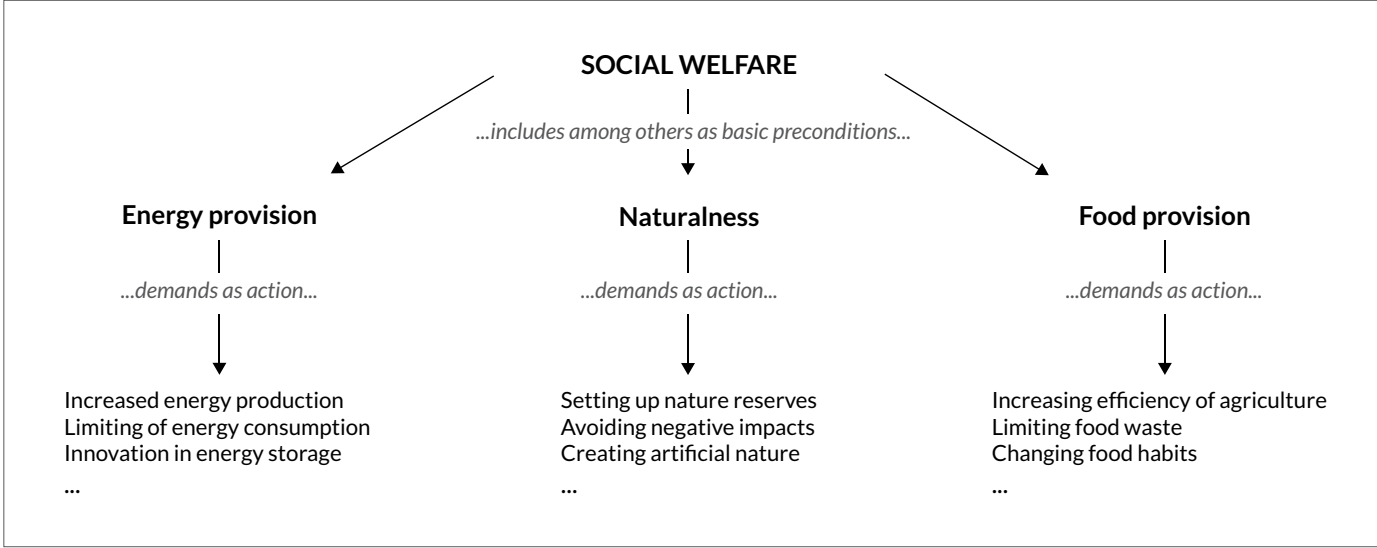 SOCIAL WELFARE
...includes among others as basic preconditions...
Energy provision
...demands as action...
Increased energy production
Limiting of energy consumption
Innovation in energy storage
...
Naturalness
...demands as action...
Setting up nature reserves
Avoiding negative impacts
Creating artificial nature
...
Food provision
...demands as action...
Increasing efficiency of agriculture
Limiting food waste
Changing food habits
...